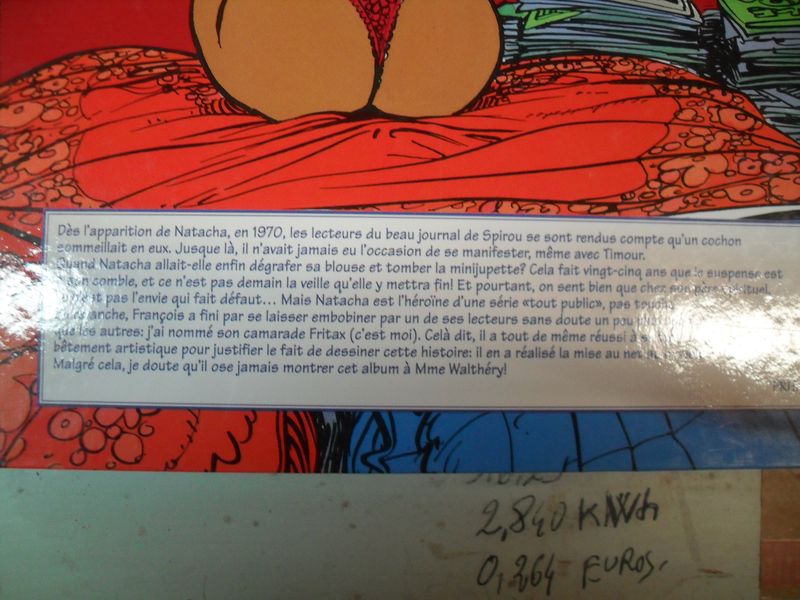 Dès l'apparition de Natacha, en 1970, les lecteurs du beau journal de Spirou se sont rendus compte qu'un cochon
sommeillait en eux. Jusque là, il n'avait jamais eu l'occasion de se manifester, même avec Timour.
Quand Natacha allait-elle enfin dégrafer sa blouse et tomber la minijupette? Cela fait vingt-cinq ans que le suspense est
son comble, et ce n'est pas demain la veille qu'elle y mettra fin! Et pourtant, on sent bien que chez son père spirituel,
n'est pas l'envie qui fait défaut... Mais Natacha est l'héroïne d'une série «tout public», pas
François a fini par se laisser embobiner par un de ses lecteurs sans doute un peu
que les autres: j'ai nommé son camarade Fritax (c'est moi). Celà dit, il a tout de même réussi à
bêtement artistique pour justifier le fait de dessiner cette histoire: il en a réalisé la mise au net
Malgré cela, je doute qu'il ose jamais montrer cet album à Mme Walthéry!
2,840 KWh
0,264 EUROS.